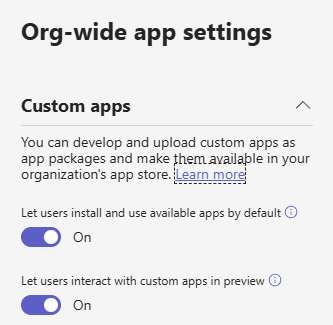 Org-wide app settings
Custom apps
You can develop and upload custom apps as
app packages and make them available in your
organization's app store. Learn more
Let users install and use available apps by default
On
Let users interact with custom apps in preview
On